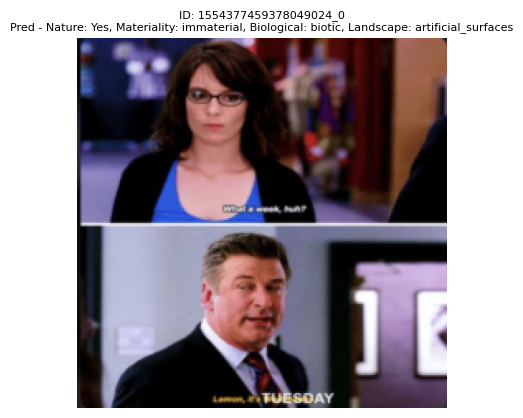 ID: 1554377459378049024_0
Pred - Nature: Yes, Materiality: immaterial, Biological: biotic, Landscape: artificial_surfaces
What a week, huh?
Lemon, it's TUESDAY